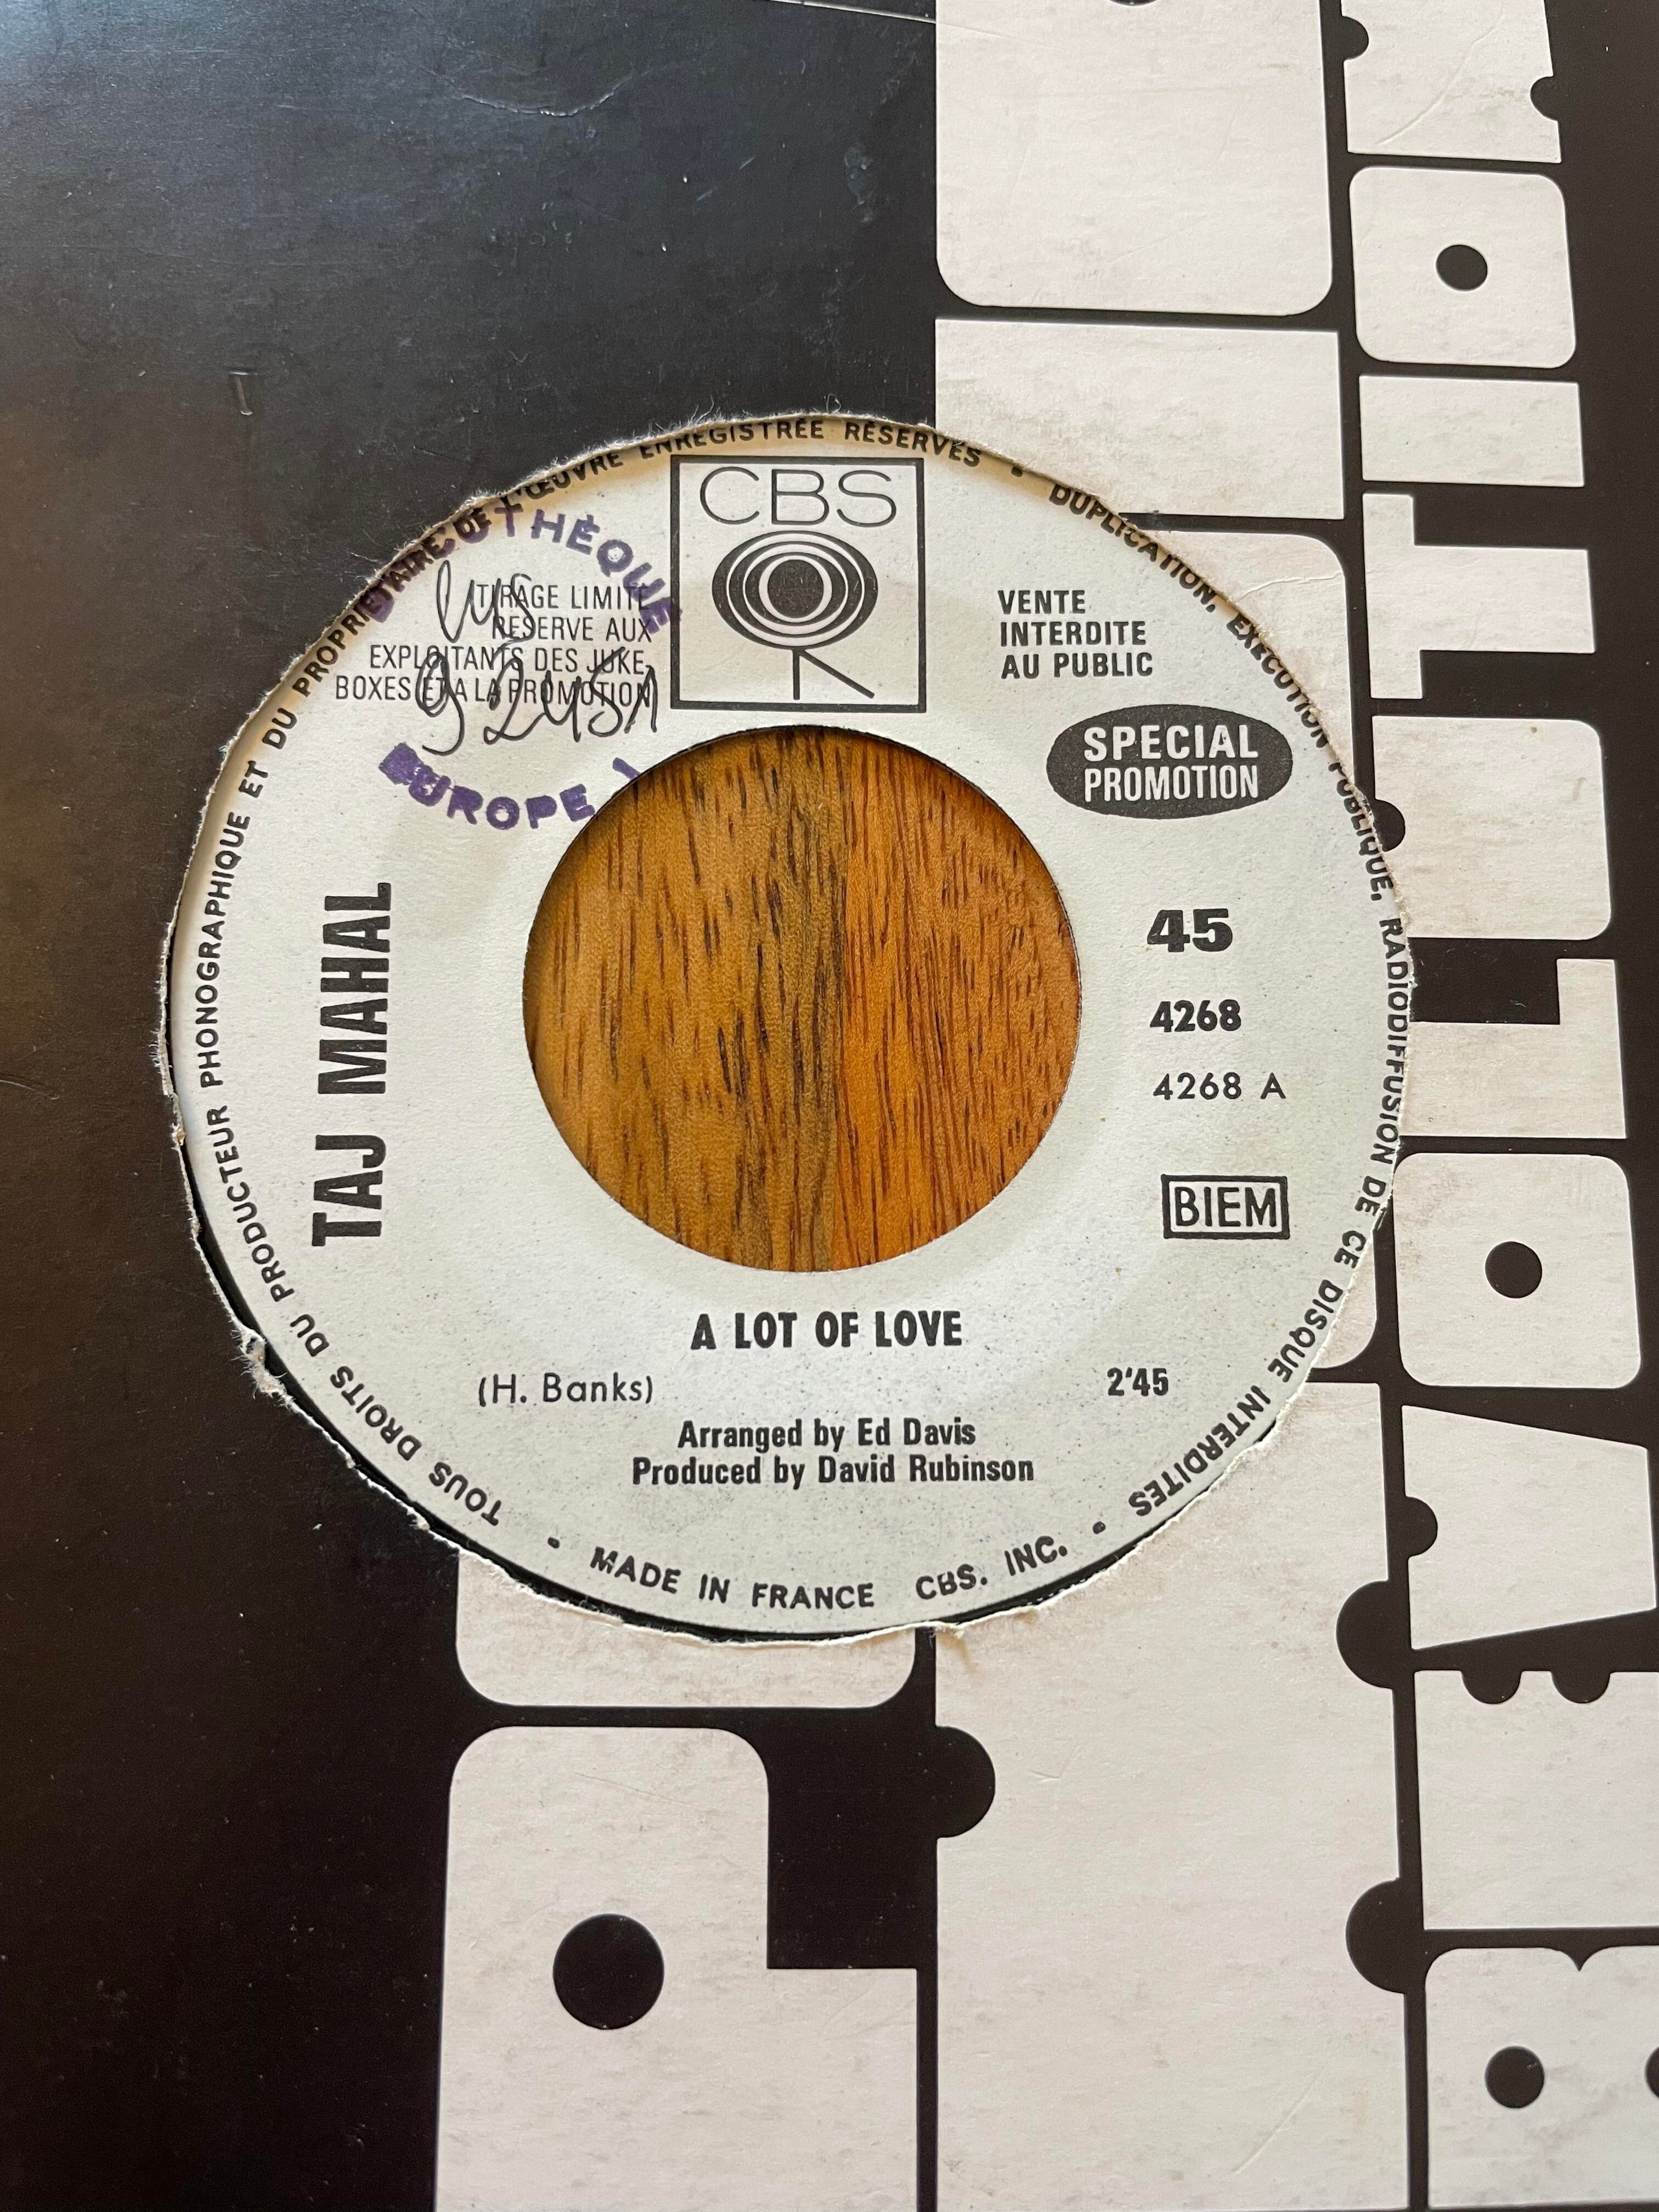 TOUS DROITS DU PRODUCTEUR PHONOGRAPHIQUE ET DU PROPRIETAIRE DE L'ŒUVRE ENREGISTRÉE RÉSERVÉS • DUPLICATION, EXECUTION PUBLIQUE, RADIODIFFUSION DE CE DISQUE INTERDITES •
CBS
THÈQUE
TIRAGE LIMITE
RESERVE AUX
EXPLOITANTS DES JUKE-
BOXES ET A LA PROMOTION
EUROPE 1
VENTE
INTERDITE
AU PUBLIC
SPECIAL
PROMOTION
TAJ MAHAL
45
4268
4268 A
BIEM
A LOT OF LOVE
(H. Banks) 2'45
Arranged by Ed Davis
Produced by David Rubinson
• MADE IN FRANCE CBS. INC.